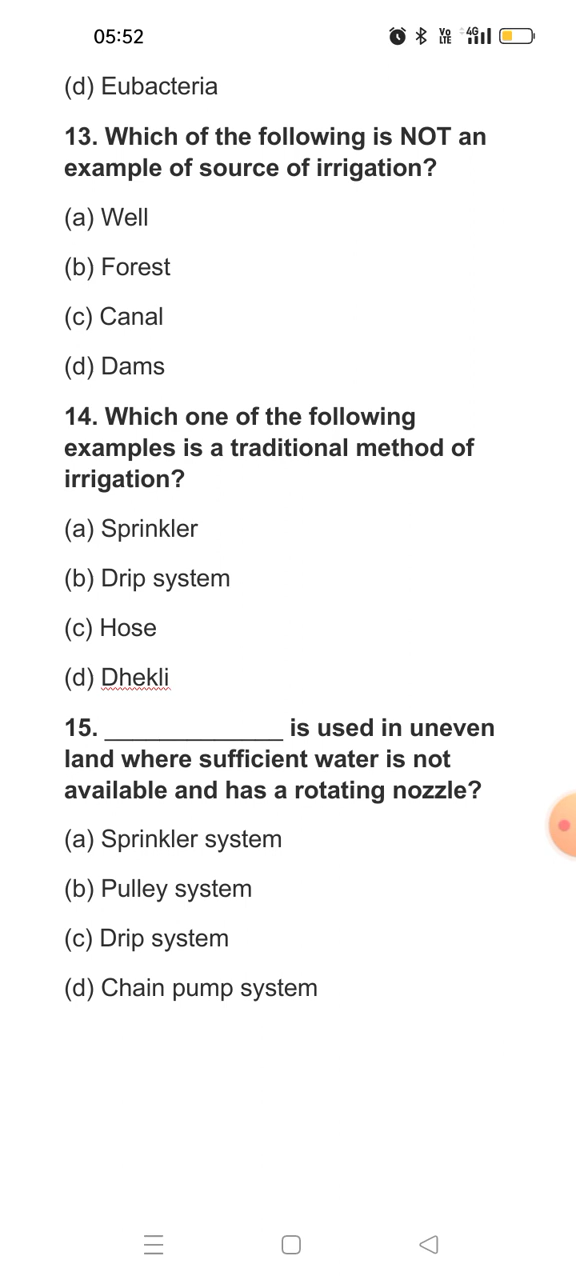 05:52
Vo LTE 4G
(d) Eubacteria
13. Which of the following is NOT an
example of source of irrigation?
(a) Well
(b) Forest
(c) Canal
(d) Dams
14. Which one of the following
examples is a traditional method of
irrigation?
(a) Sprinkler
(b) Drip system
(c) Hose
(d) Dhekli
15. _____________ is used in uneven
land where sufficient water is not
available and has a rotating nozzle?
(a) Sprinkler system
(b) Pulley system
(c) Drip system
(d) Chain pump system